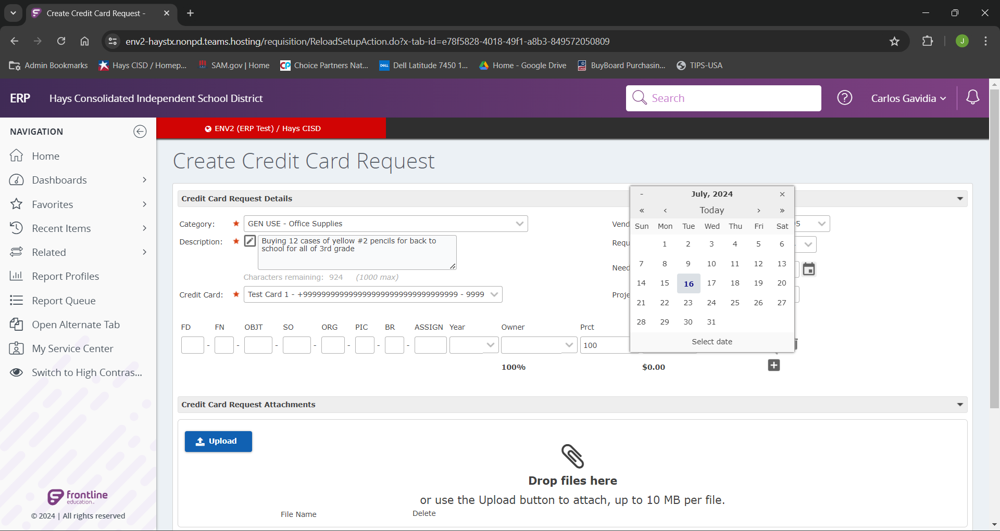 Create Credit Card Request -
env2-haystx.nonpd.teams.hosting/requisition/ReloadSetupAction.do?x-tab-id=e78f5828-4018-49f1-a8b3-849572050809
J
Admin Bookmarks
Hays CISD / Homep...
SAM.gov | Home
CP Choice Partners Nat...
DELL Dell Latitude 7450 1...
Home - Google Drive
BuyBoard Purchasin...
TIPS-USA
ERP Hays Consolidated Independent School District
Search
? Carlos Gavidia
NAVIGATION
Home
Dashboards
Favorites
Recent Items
Related
Report Profiles
Report Queue
Open Alternate Tab
My Service Center
Switch to High Contras...
frontline
education
© 2024 | All rights reserved
ENV2 (ERP Test) / Hays CISD
Create Credit Card Request
Credit Card Request Details
Category: GEN USE - Office Supplies
Description: Buying 12 cases of yellow #2 pencils for back to
school for all of 3rd grade
Characters remaining: 924 (1000 max)
Credit Card: Test Card 1 - +99999999999999999999999999999999999 - 9999
Vend
5
Requ
Need
Proje
- July, 2024 ×
« ‹ Today › »
Sun Mon Tue Wed Thu Fri Sat
1 2 3 4 5 6
7 8 9 10 11 12 13
14 15 16 17 18 19 20
21 22 23 24 25 26 27
28 29 30 31
Select date
FD FN OBJT SO ORG PIC BR ASSIGN Year Owner Prct
- - - - - - - 100
100% $0.00
Credit Card Request Attachments
Upload
Drop files here
or use the Upload button to attach, up to 10 MB per file.
File Name Delete